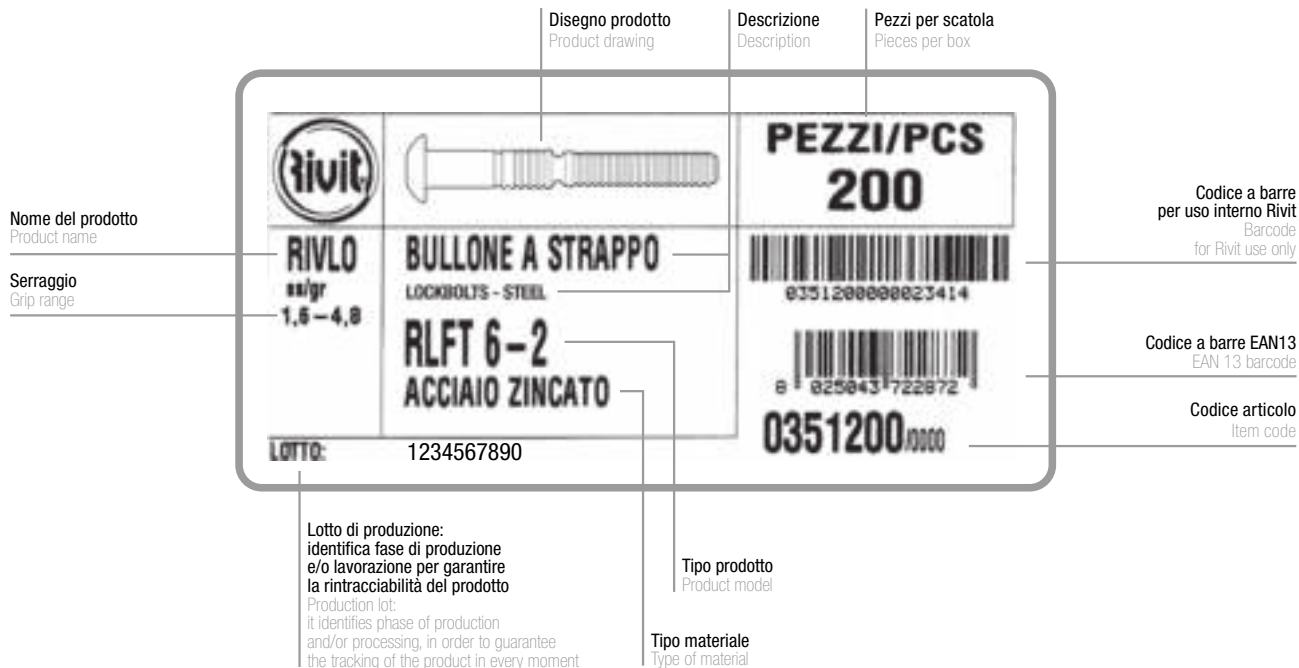 Disegno prodotto
Product drawing
Descrizione
Description
Pezzi per scatola
Pieces per box
Rivit
PEZZI/PCS
200
Nome del prodotto
Product name
Serraggio
Grip range
RIVLO
ss/gr
1,6–4,8
BULLONE A STRAPPO
LOCKBOLTS - STEEL
RLFT 6–2
ACCIAIO ZINCATO
0351200000023414
8 025043 722872
0351200/0000
LOTTO:
1234567890
Codice a barre
per uso interno Rivit
Barcode
for Rivit use only
Codice a barre EAN13
EAN 13 barcode
Codice articolo
Item code
Lotto di produzione:
identifica fase di produzione
e/o lavorazione per garantire
la rintracciabilità del prodotto
Production lot:
it identifies phase of production
and/or processing, in order to guarantee
the tracking of the product in every moment
Tipo prodotto
Product model
Tipo materiale
Type of material